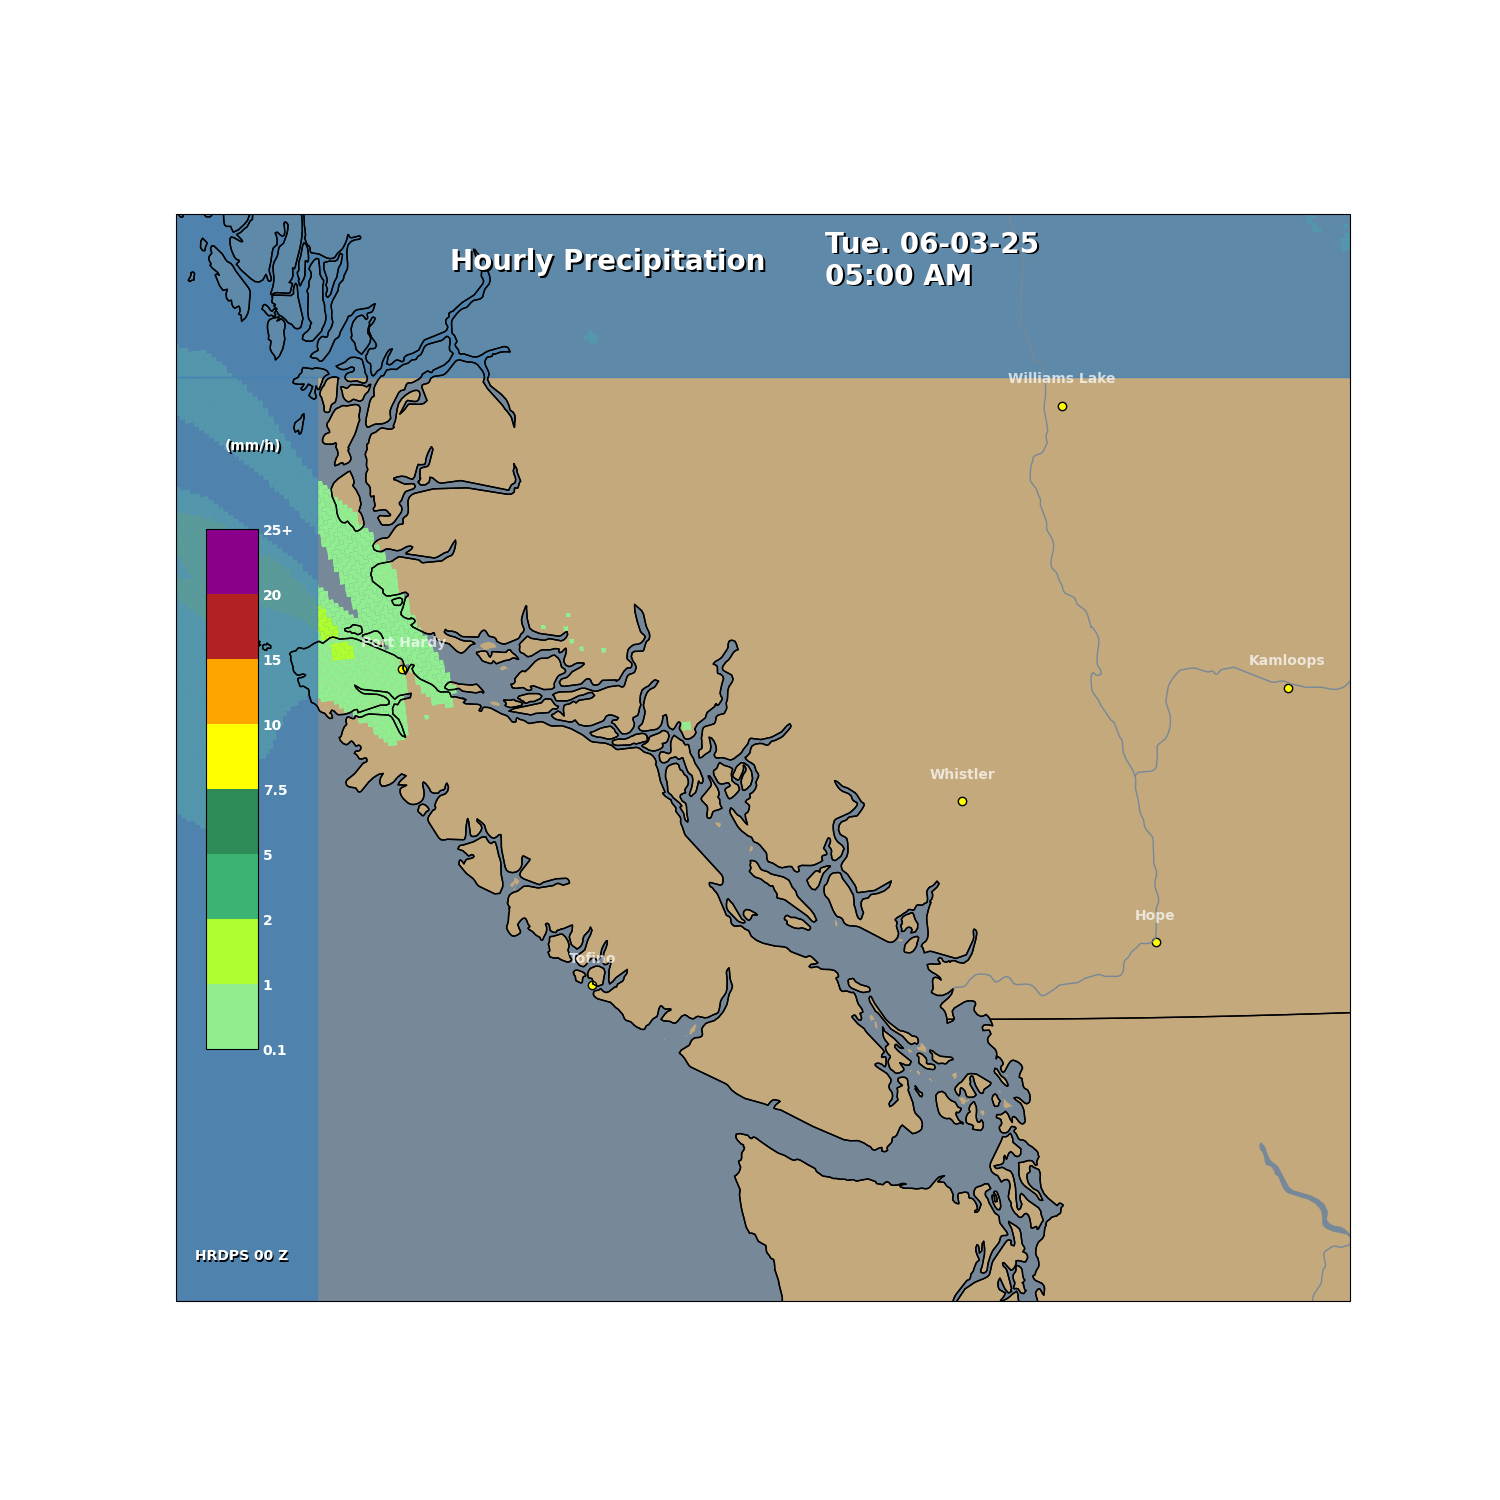 Hourly Precipitation
Tue. 06-03-25
05:00 AM
Williams Lake
(mm/h)
25+
20
15
10
7.5
5
2
1
0.1
Port Hardy
Kamloops
Whistler
Hope
Tofino
HRDPS 00 Z